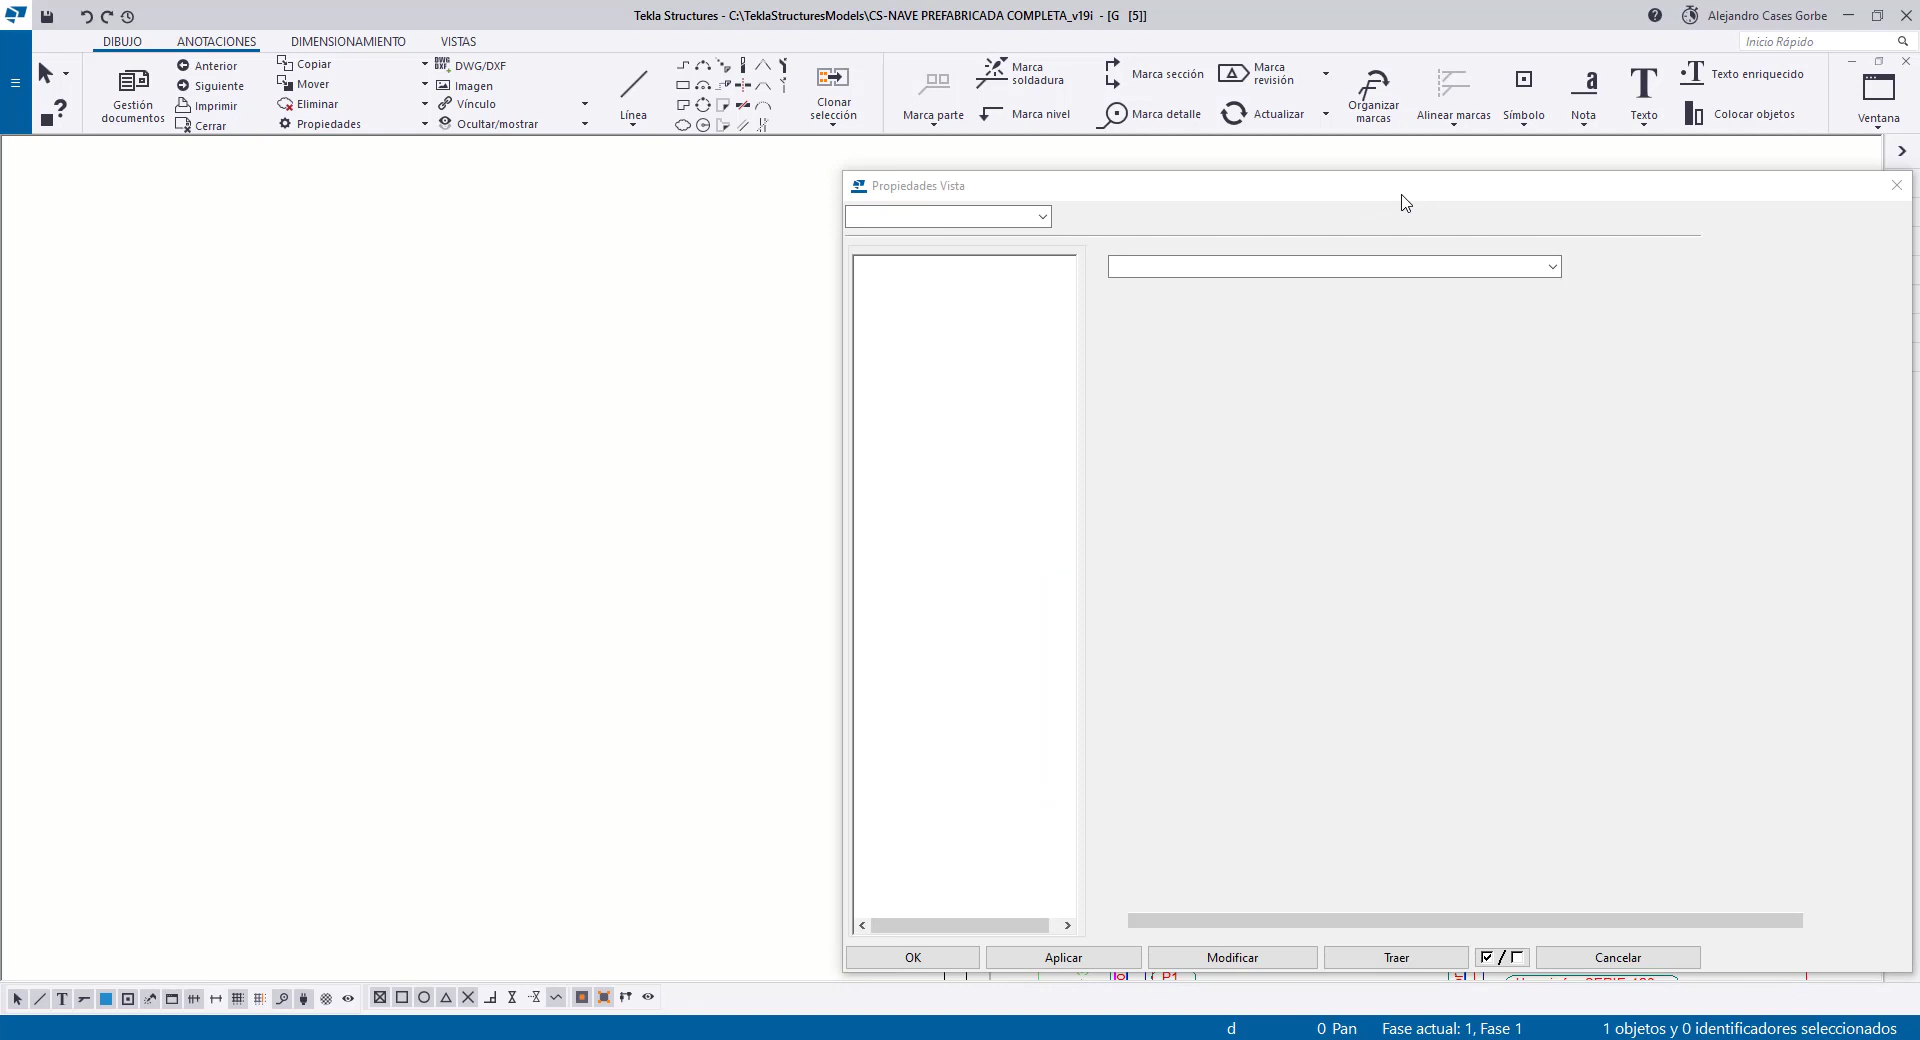 Tekla Structures - C:\TeklaStructuresModels\CS-NAVE PREFABRICADA COMPLETA_v19i - [G [5]]
Alejandro Cases Gorbe
DIBUJO
ANOTACIONES
DIMENSIONAMIENTO
VISTAS
Inicio Rápido
Gestión documentos
Anterior
Siguiente
Imprimir
Cerrar
Copiar
Mover
Eliminar
Propiedades
DWG/DXF
Imagen
Vínculo
Ocultar/mostrar
Línea
Clonar selección
Marca parte
Marca soldadura
Marca nivel
Marca sección
Marca detalle
Marca revisión
Actualizar
Organizar marcas
Alinear marcas
Símbolo
Nota
Texto
Texto enriquecido
Colocar objetos
Ventana
Propiedades Vista
OK
Aplicar
Modificar
Traer
Cancelar
P1
d
0 Pan
Fase actual: 1, Fase 1
1 objetos y 0 identificadores seleccionados